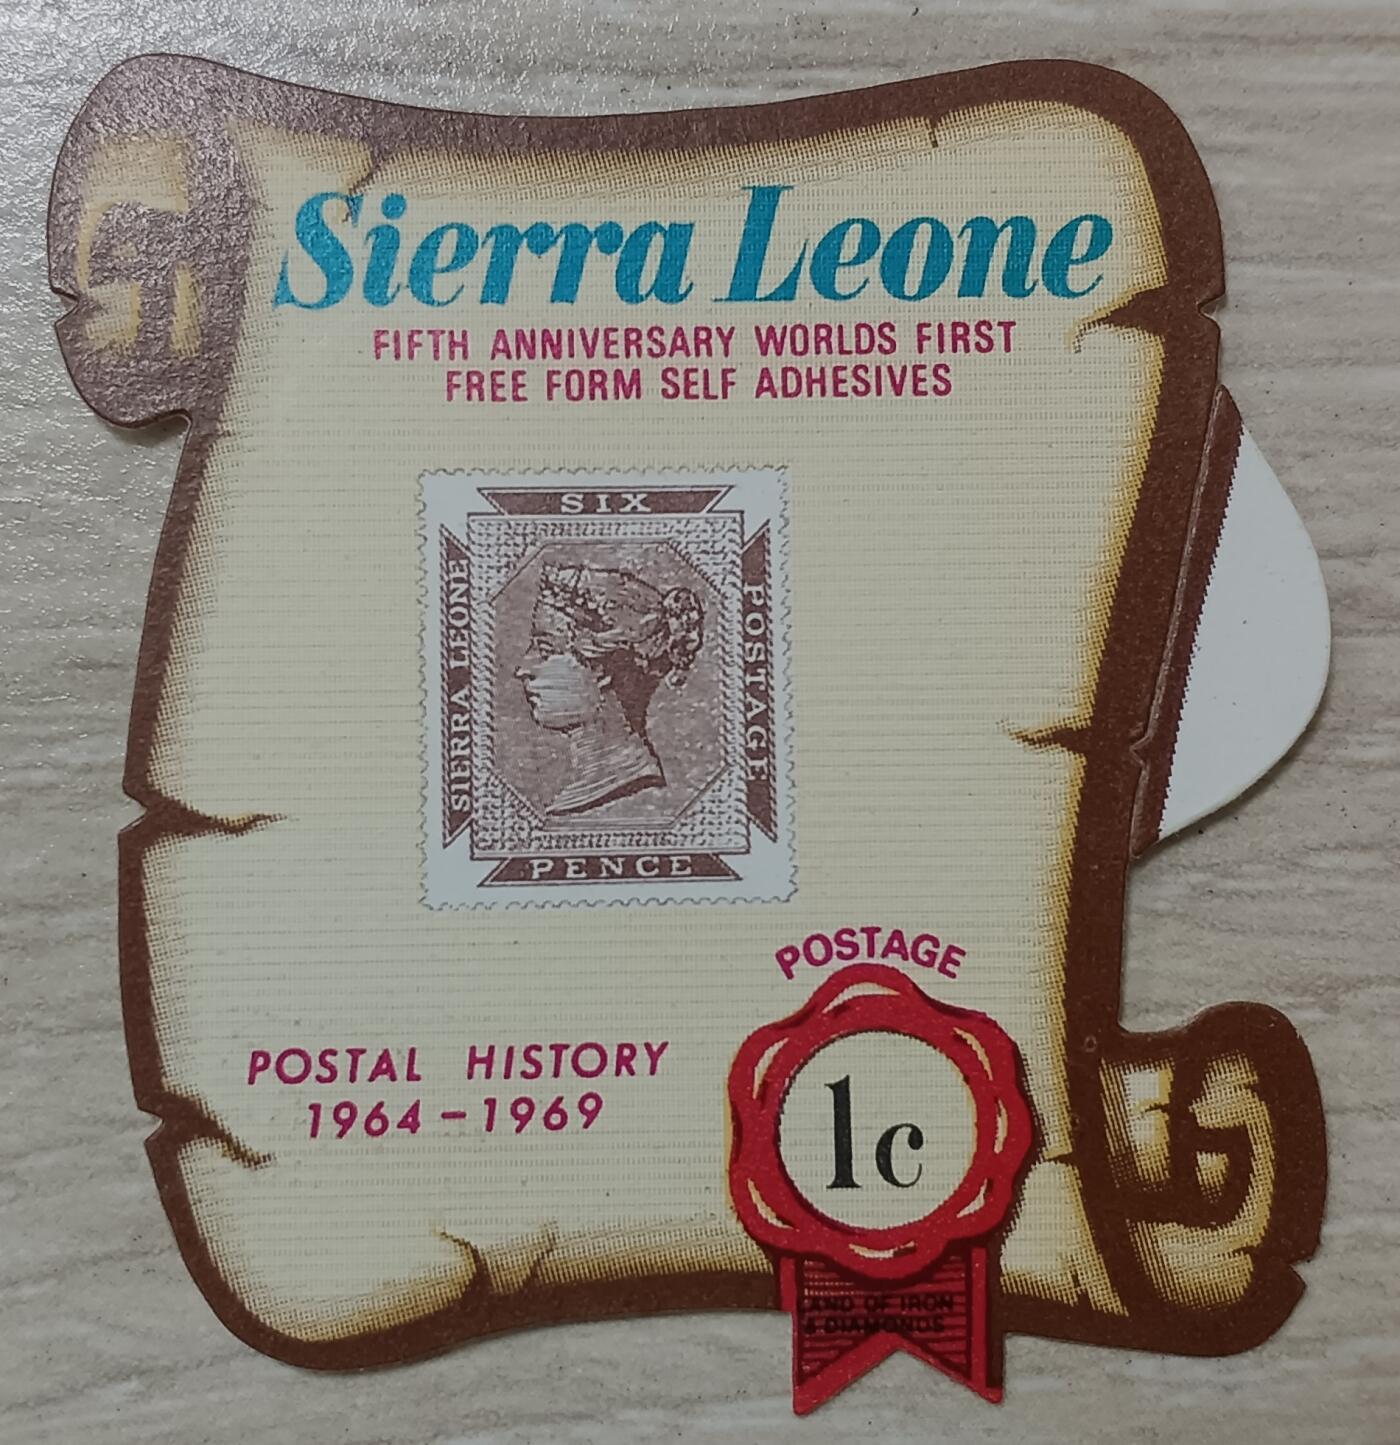 Sierra Leone
FIFTH ANNIVERSARY WORLDS FIRST
FREE FORM SELF ADHESIVES
SIX
SIERRA LEONE
POSTAGE
PENCE
POSTAGE
1c
POSTAL HISTORY
1964 – 1969
LAND OF IRON
& DIAMONDS